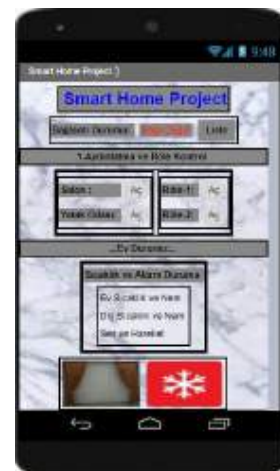 9:48
Smart Home Project :)
Smart Home Project
Bağlantı Durumu: Liste
1.Aydınlatma ve Röle Kontrol
Salon : Aç Röle-1: Aç
Yatak Odası: Aç Röle-2: Aç
...Ev Durumu...
Sıcaklık ve Alarm Durumu
Ev Sıcaklık ve Nem
Dış Sıcaklık ve Nem
Ses ve Hareket